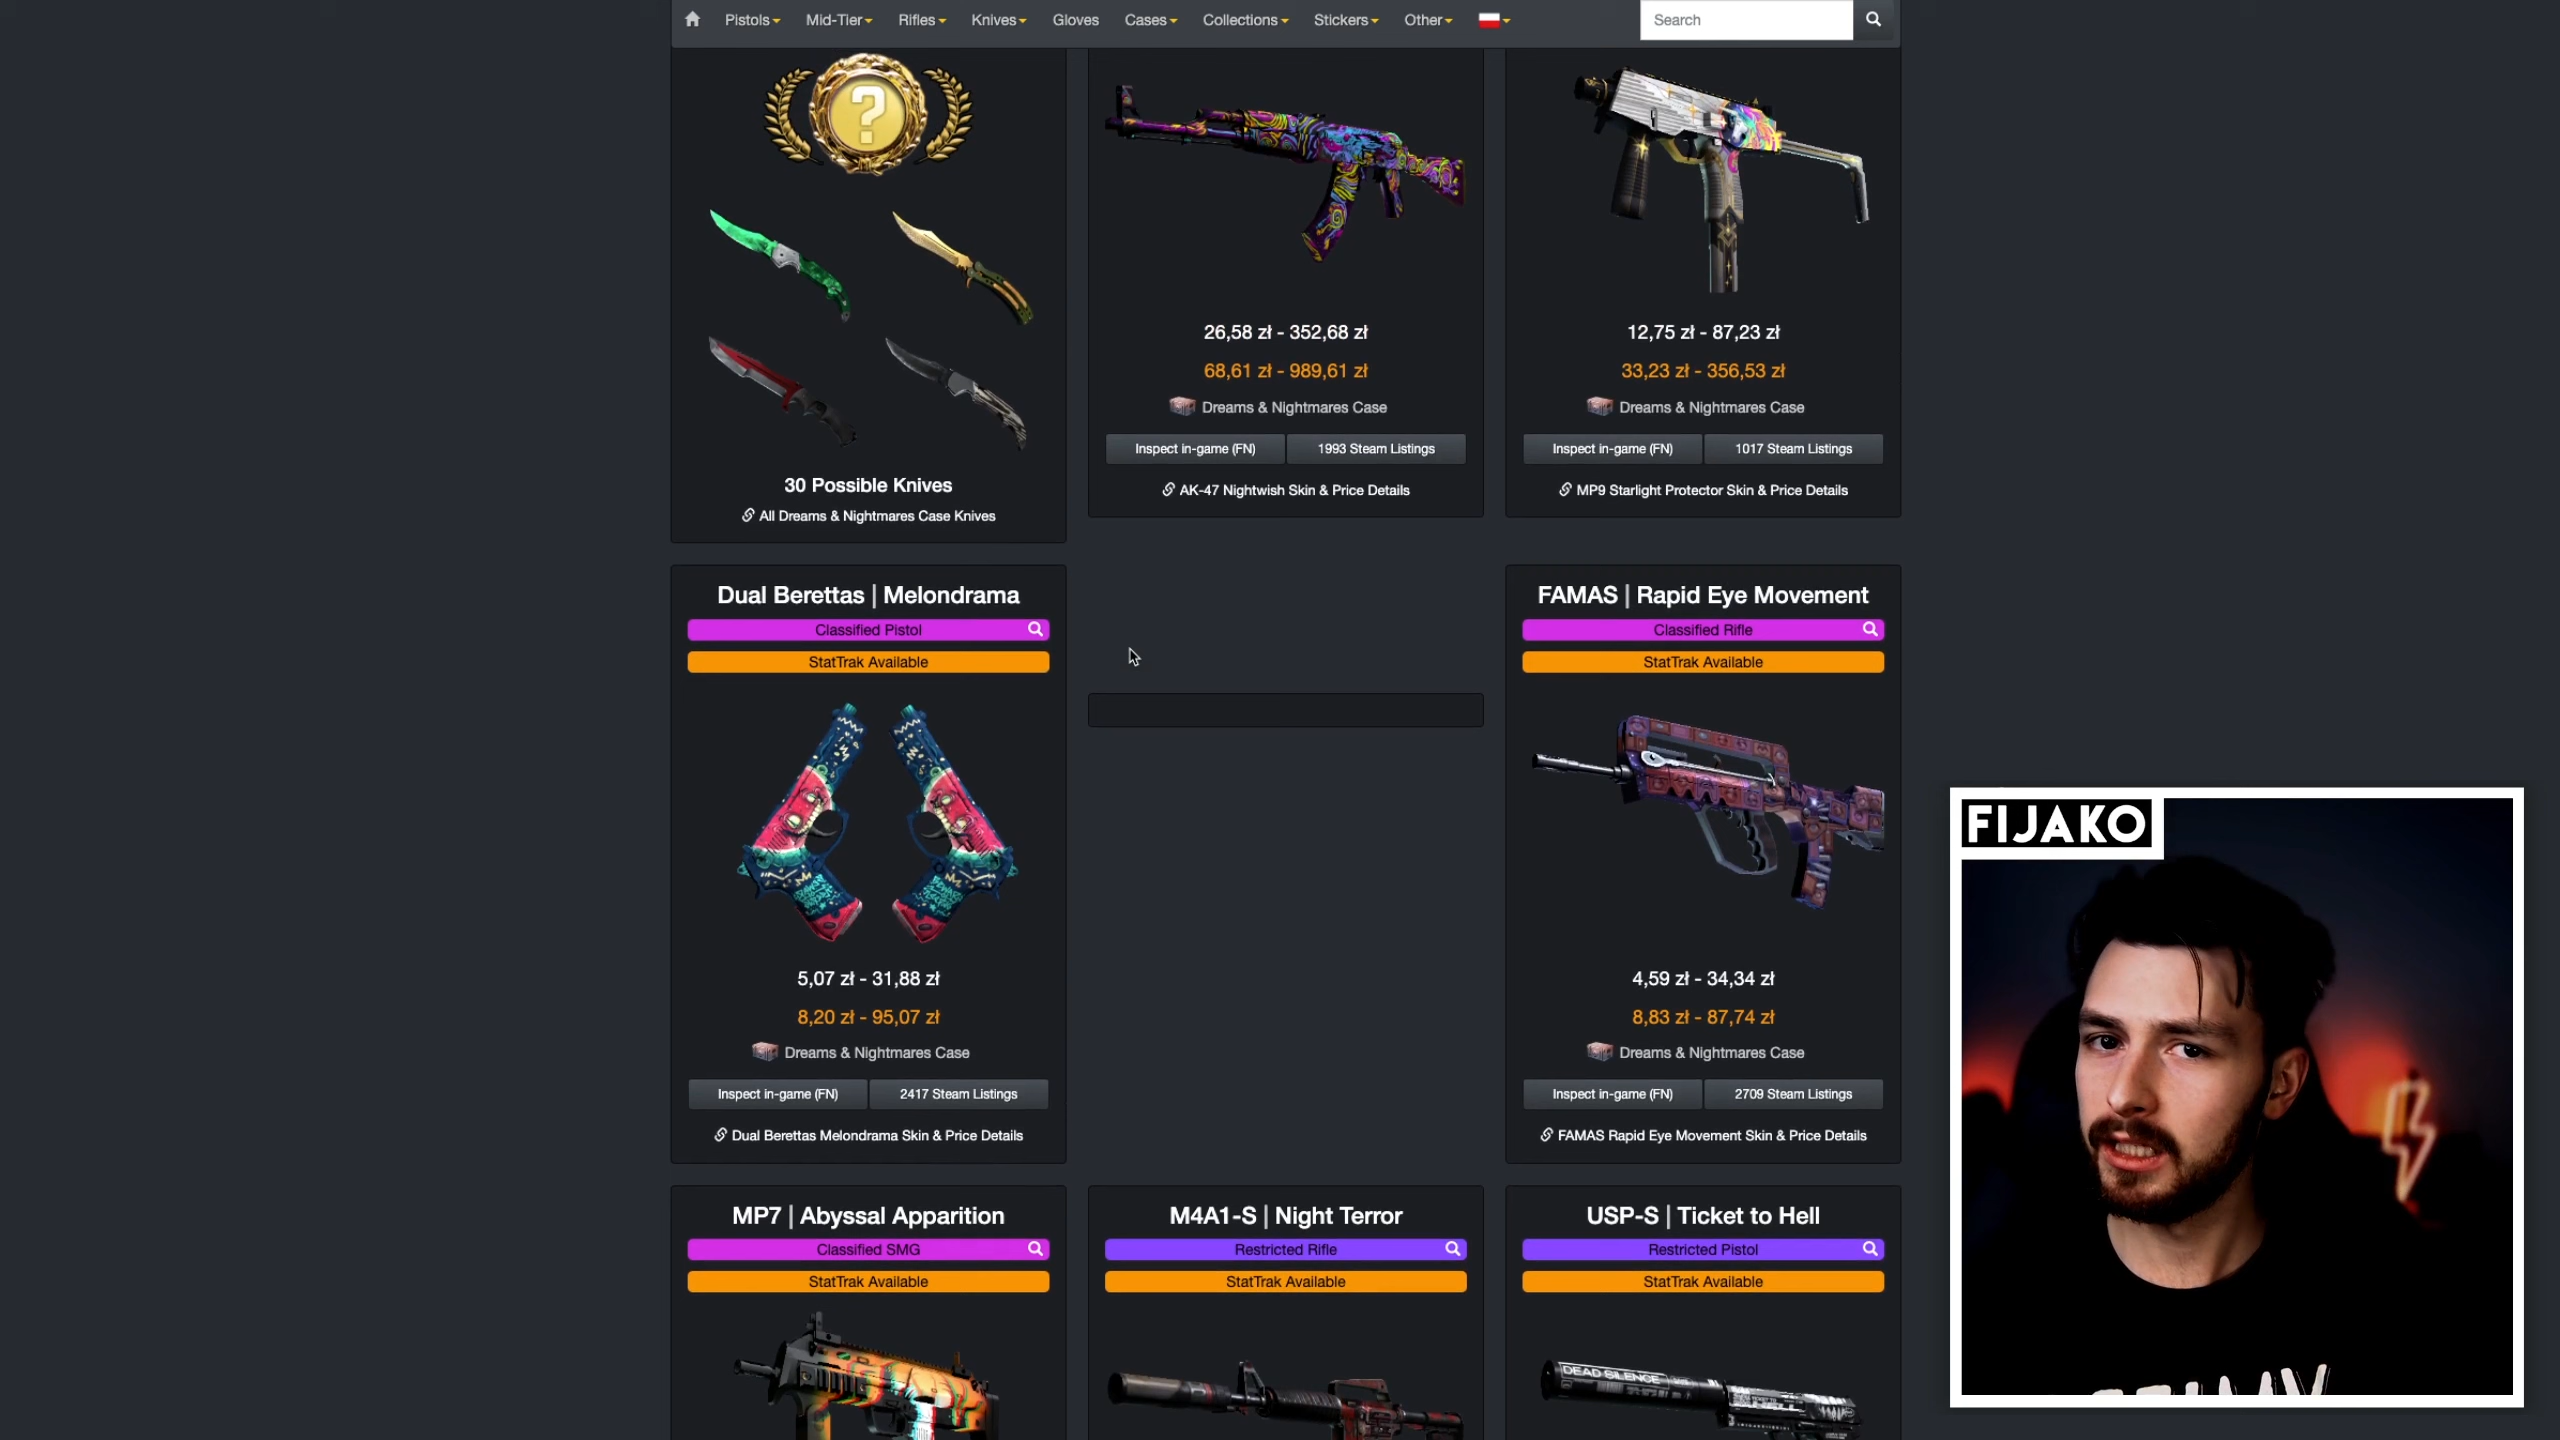 Pistols
Mid-Tier
Rifles
Knives
Gloves
Cases
Collections
Stickers
Other
Search
?
30 Possible Knives
All Dreams & Nightmares Case Knives
26,58 zł - 352,68 zł
68,61 zł - 989,61 zł
Dreams & Nightmares Case
Inspect in-game (FN)
1993 Steam Listings
AK-47 Nightwish Skin & Price Details
12,75 zł - 87,23 zł
33,23 zł - 356,53 zł
Dreams & Nightmares Case
Inspect in-game (FN)
1017 Steam Listings
MP9 Starlight Protector Skin & Price Details
Dual Berettas | Melondrama
Classified Pistol
StatTrak Available
5,07 zł - 31,88 zł
8,20 zł - 95,07 zł
Dreams & Nightmares Case
Inspect in-game (FN)
2417 Steam Listings
Dual Berettas Melondrama Skin & Price Details
FAMAS | Rapid Eye Movement
Classified Rifle
StatTrak Available
4,59 zł - 34,34 zł
8,83 zł - 87,74 zł
Dreams & Nightmares Case
Inspect in-game (FN)
2709 Steam Listings
FAMAS Rapid Eye Movement Skin & Price Details
MP7 | Abyssal Apparition
Classified SMG
StatTrak Available
M4A1-S | Night Terror
Restricted Rifle
StatTrak Available
USP-S | Ticket to Hell
Restricted Pistol
StatTrak Available
DEAD SILENCE
FIJAKO